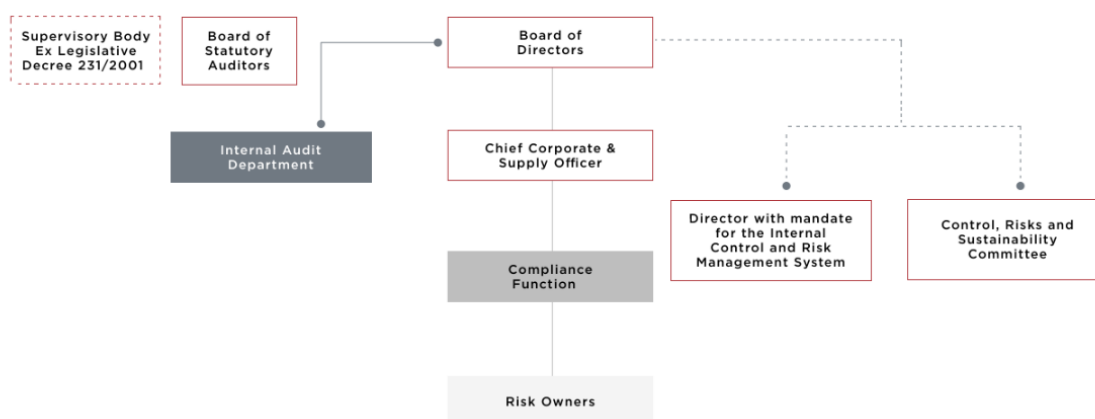 Supervisory Body
Ex Legislative
Decree 231/2001
Board of
Statutory
Auditors
Board of
Directors
Internal Audit
Department
Chief Corporate &
Supply Officer
Director with mandate
for the Internal
Control and Risk
Management System
Control, Risks and
Sustainability
Committee
Compliance
Function
Risk Owners